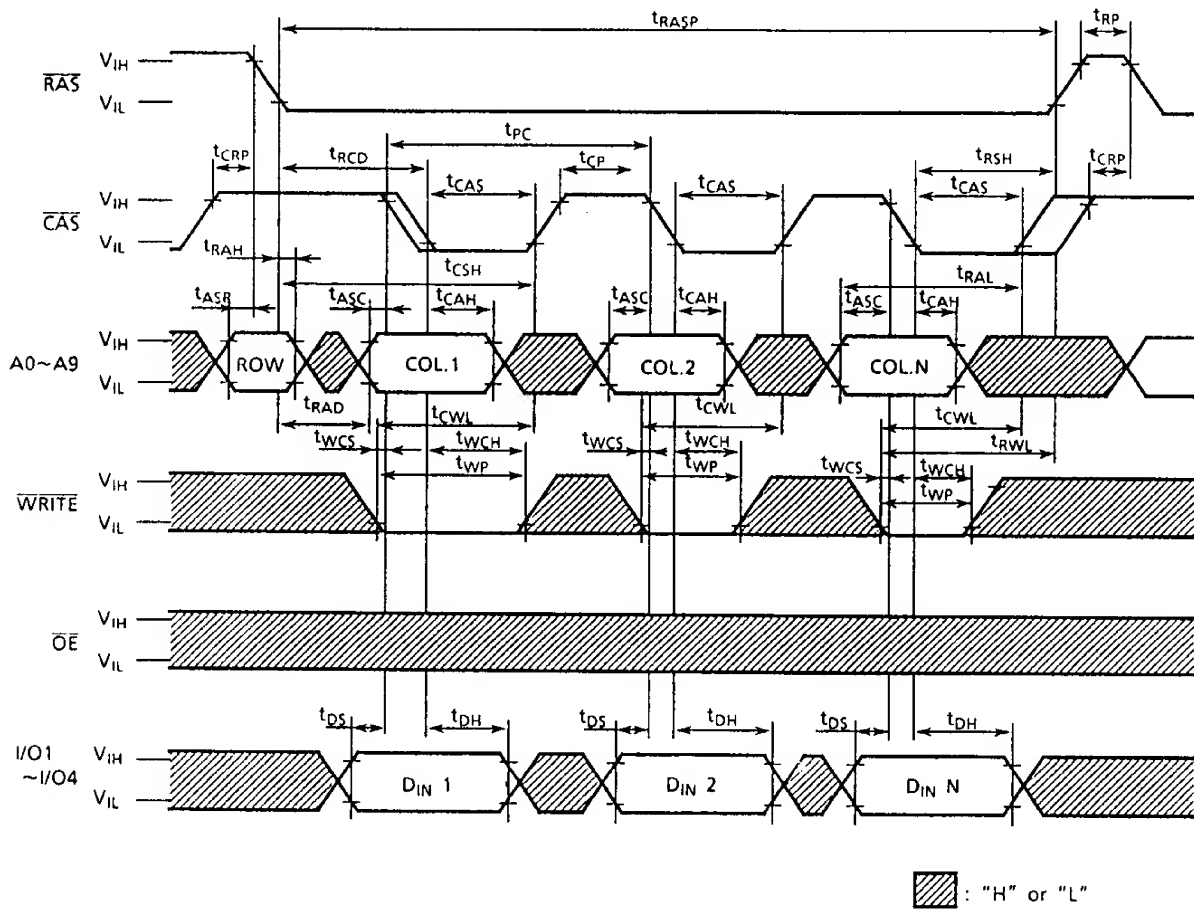 tRASP tRP
RAS VIH
VIL
tCRP tRCD tPC tCP tRSH tCRP
CAS VIH
VIL
tCAS tCAS tCAS
tRAH tCSH tRAL
tASR tASC tCAH tASC tCAH tASC tCAH
A0~A9 VIH
VIL
ROW COL.1 COL.2 COL.N
tRAD tCWL tCWL tCWL
tRWL
tWCS tWCH tWCS tWCH tWCS tWCH
tWP tWP tWP
WRITE VIH
VIL
OE VIH
VIL
tDS tDH tDS tDH tDS tDH
I/O1
~I/O4
VIH
VIL
DIN 1 DIN 2 DIN N
: "H" or "L"